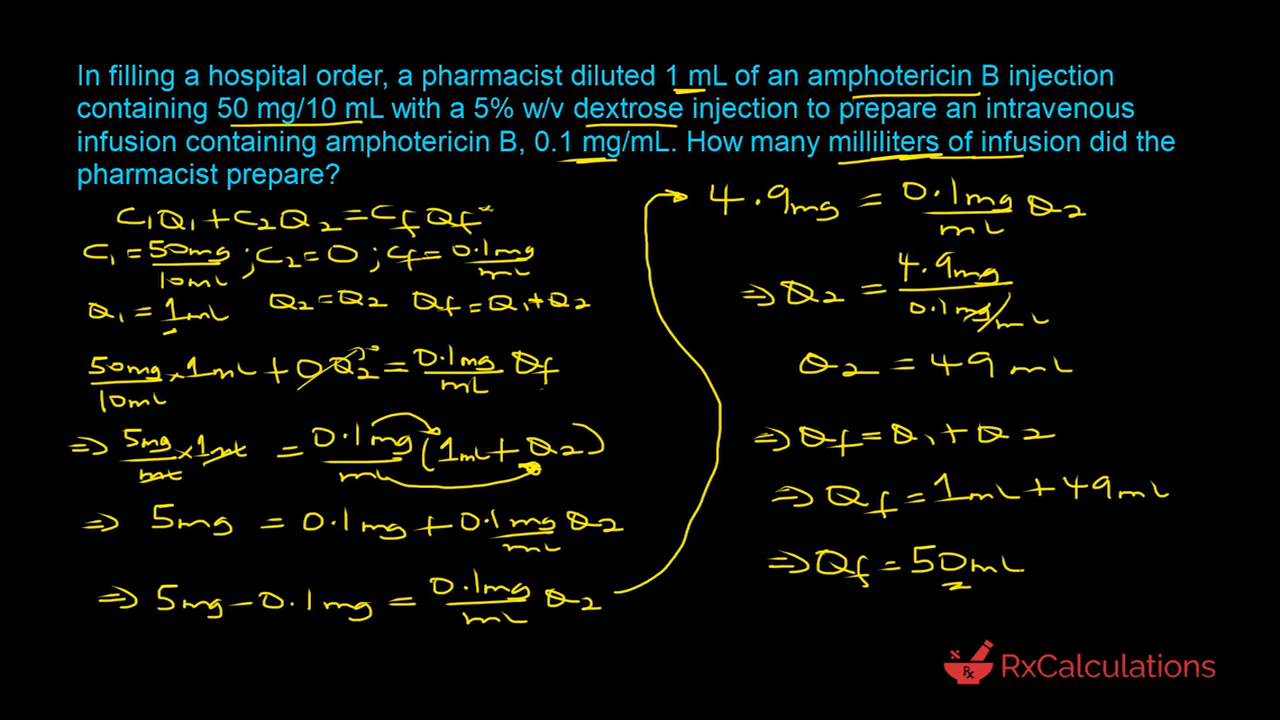 In filling a hospital order, a pharmacist diluted 1 mL of an amphotericin B injection
containing 50 mg/10 mL with a 5% w/v dextrose injection to prepare an intravenous
infusion containing amphotericin B, 0.1 mg/mL. How many milliliters of infusion did the
pharmacist prepare?
C₁Q₁ + C₂Q₂ = CfQf
C₁ = 50mg/10mL ; C₂ = 0 ; Cf = 0.1mg/mL
Q₁ = 1mL Q₂ = Q₂ Qf = Q₁ + Q₂
50mg/10mL × 1mL + 0Q₂ = 0.1mg/mL Qf
⇒ 5mg/mL × 1mL = 0.1mg/mL (1mL + Q₂)
⇒ 5mg = 0.1mg + 0.1mg/mL Q₂
⇒ 5mg - 0.1mg = 0.1mg/mL Q₂
4.9mg = 0.1mg/mL Q₂
⇒ Q₂ = 4.9mg/0.1mg/mL
Q₂ = 49mL
⇒ Qf = Q₁ + Q₂
⇒ Qf = 1mL + 49mL
⇒ Qf = 50mL
Rx
RxCalculations